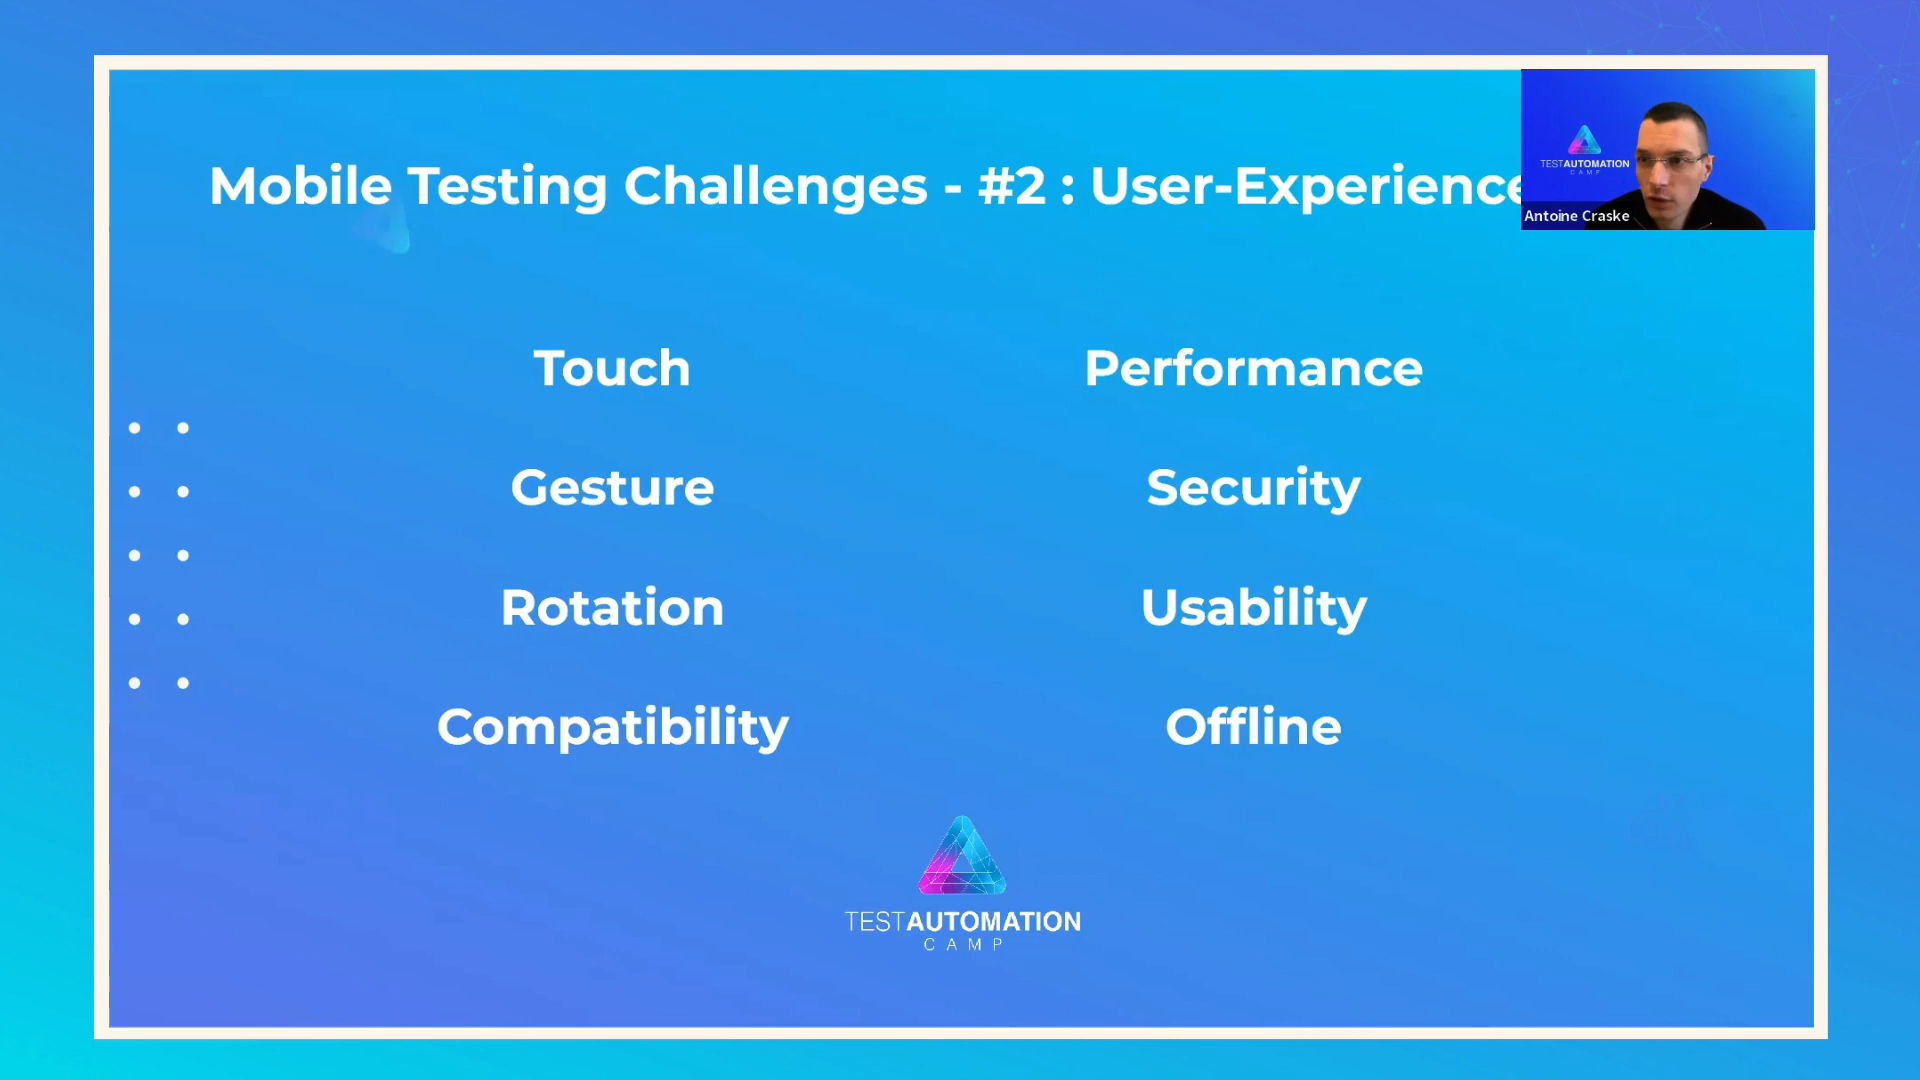 Mobile Testing Challenges - #2 : User-Experience
TESTAUTOMATION
CAMP
Antoine Craske
Touch
Performance
Gesture
Security
Rotation
Usability
Compatibility
Offline
TESTAUTOMATION
CAMP